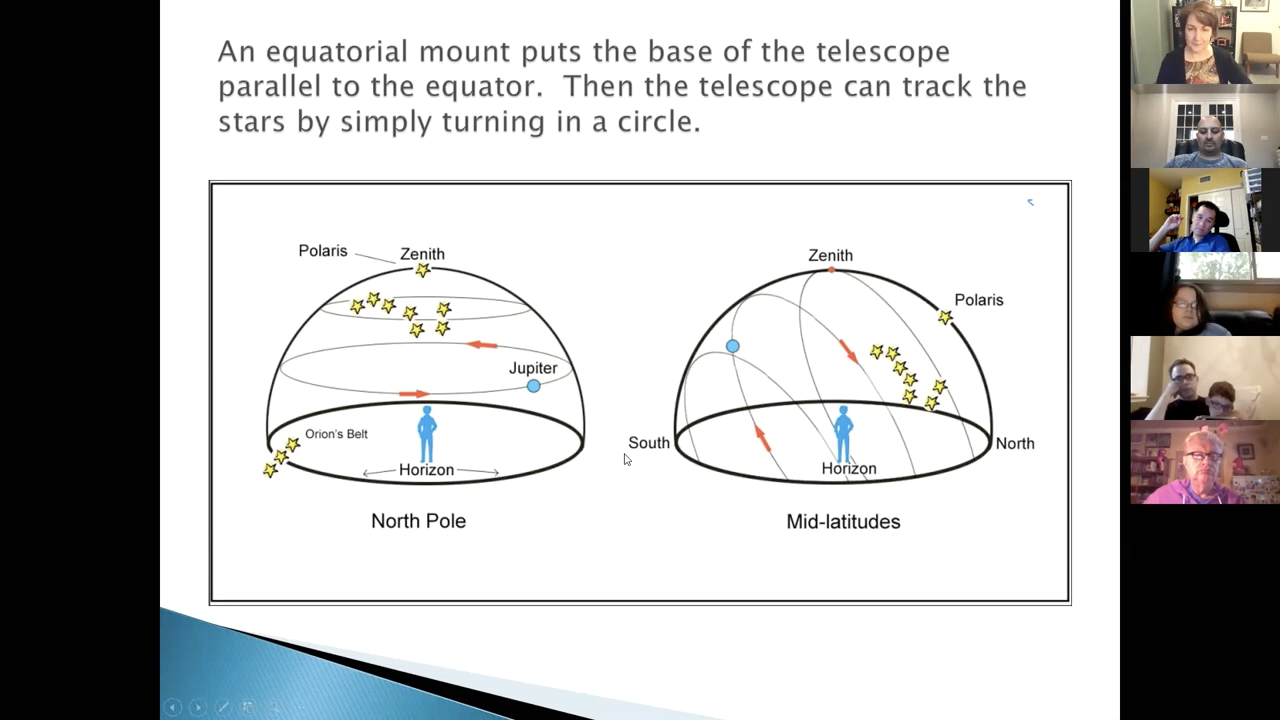 An equatorial mount puts the base of the telescope
parallel to the equator.  Then the telescope can track the
stars by simply turning in a circle.
Polaris
Zenith
Jupiter
Orion's Belt
Horizon
North Pole
Zenith
Polaris
South
North
Horizon
Mid-latitudes